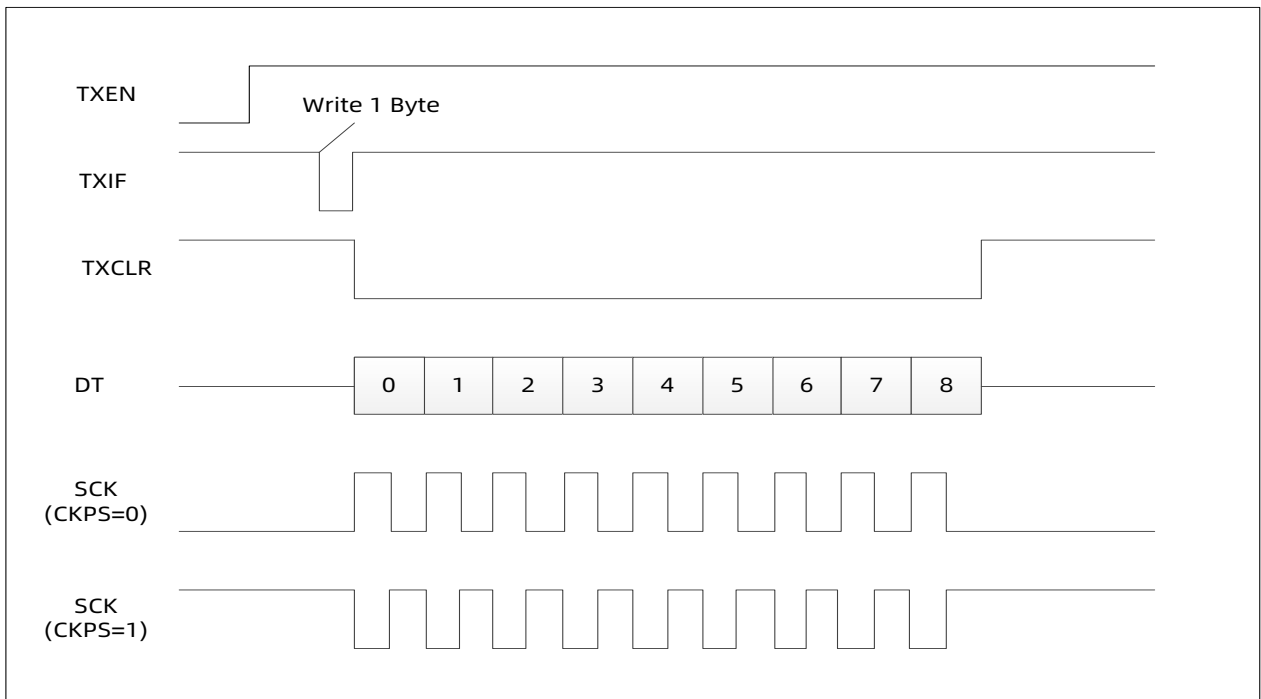 TXEN
Write 1 Byte
TXIF
TXCLR
DT
0 1 2 3 4 5 6 7 8
SCK
(CKPS=0)
SCK
(CKPS=1)